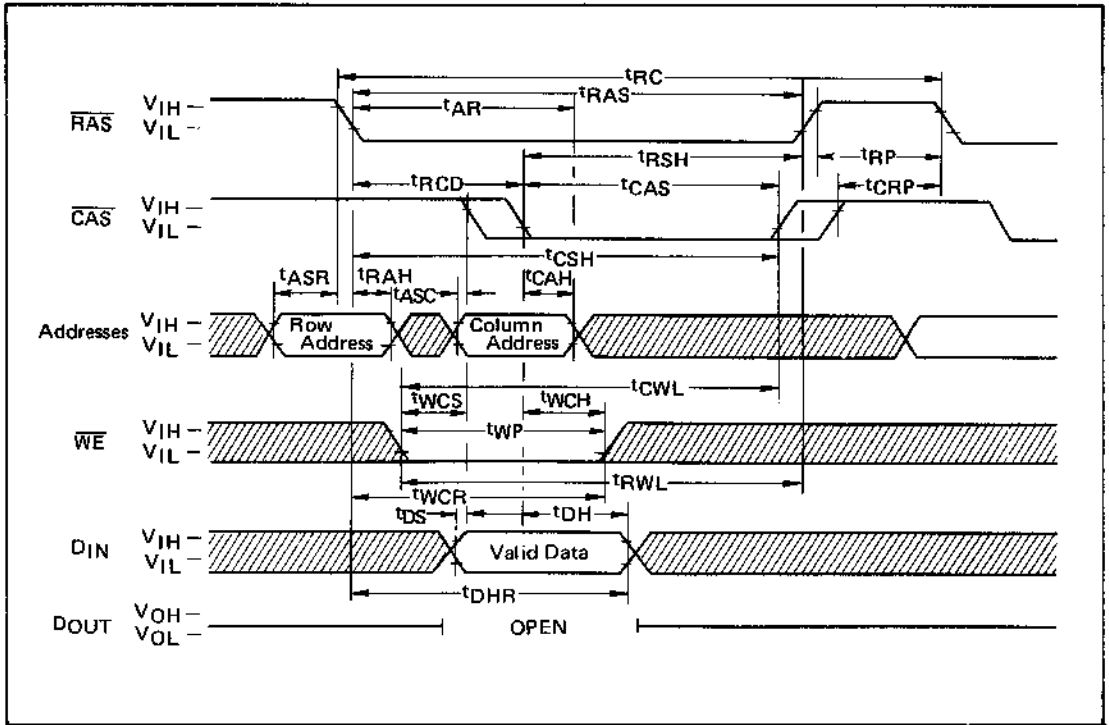 tRC
tRAS
tAR
RAS
VIH
VIL
tRSH
tRP
tRCD
tCAS
tCRP
CAS
VIH
VIL
tCSH
tASR
tRAH
tASC
tCAH
Addresses
VIH
VIL
Row
Address
Column
Address
tCWL
tWCS
tWCH
WE
VIH
VIL
tWP
tRWL
tWCR
tDS
tDH
DIN
VIH
VIL
Valid Data
tDHR
DOUT
VOH
VOL
OPEN